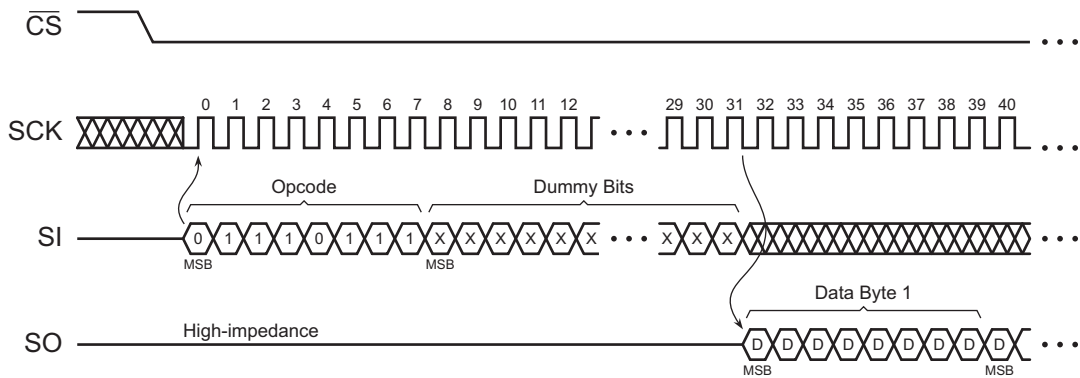 CS
0 1 2 3 4 5 6 7 8 9 10 11 12 29 30 31 32 33 34 35 36 37 38 39 40
SCK
Opcode Dummy Bits
SI 0 1 1 1 0 1 1 1 X X X X X X X X X
MSB MSB
Data Byte 1
High-impedance
SO D D D D D D D D D
MSB MSB